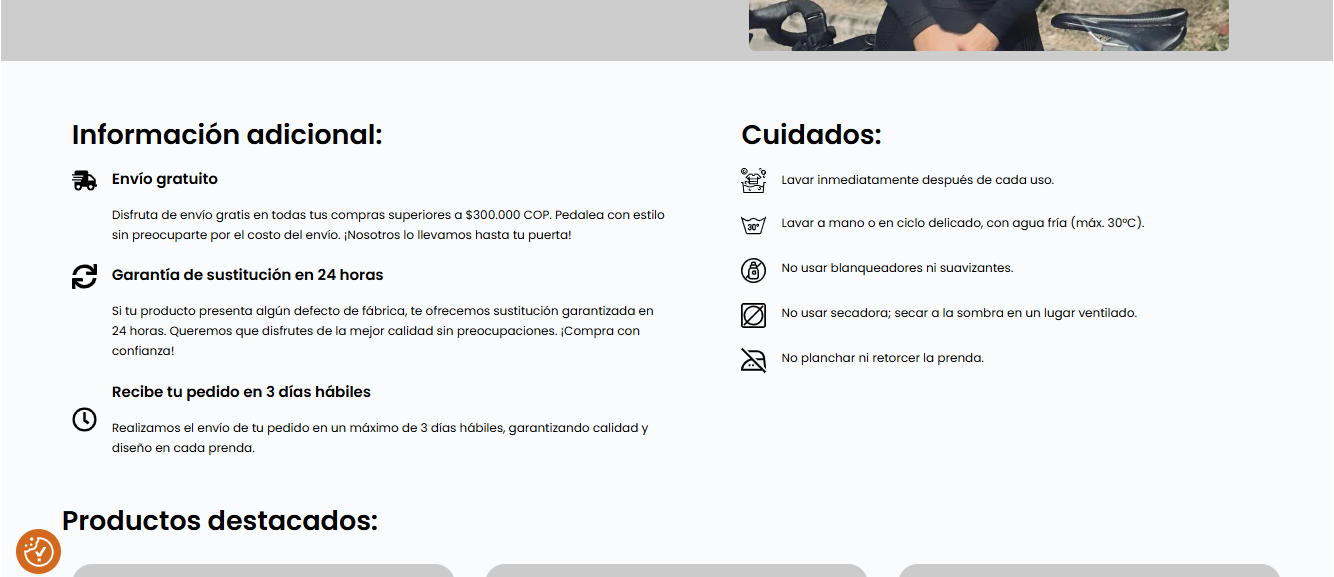 Información adicional:
Envío gratuito
Disfruta de envío gratis en todas tus compras superiores a $300.000 COP. Pedalea con estilo
sin preocuparte por el costo del envío. ¡Nosotros lo llevamos hasta tu puerta!
Garantía de sustitución en 24 horas
Si tu producto presenta algún defecto de fábrica, te ofrecemos sustitución garantizada en
24 horas. Queremos que disfrutes de la mejor calidad sin preocupaciones. ¡Compra con
confianza!
Recibe tu pedido en 3 días hábiles
Realizamos el envío de tu pedido en un máximo de 3 días hábiles, garantizando calidad y
diseño en cada prenda.
Cuidados:
Lavar inmediatamente después de cada uso.
30°
Lavar a mano o en ciclo delicado, con agua fría (máx. 30°C).
No usar blanqueadores ni suavizantes.
No usar secadora; secar a la sombra en un lugar ventilado.
No planchar ni retorcer la prenda.
Productos destacados: